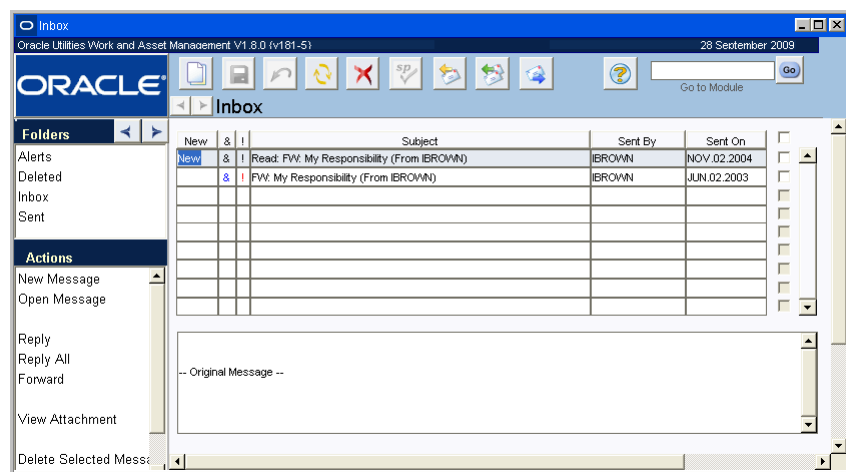 Inbox
Oracle Utilities Work and Asset Management V1.8.0 (v181-5) 28 September 2009
ORACLE
sp
Go
Go to Module
Inbox
Folders
Alerts
Deleted
Inbox
Sent
Actions
New Message
Open Message
Reply
Reply All
Forward
View Attachment
Delete Selected Messa
New & ! Subject Sent By Sent On
New & ! Read: FW: My Responsibility (From IBROWN) IBROWN NOV.02.2004
& ! FW: My Responsibility (From IBROWN) IBROWN JUN.02.2003
-- Original Message --